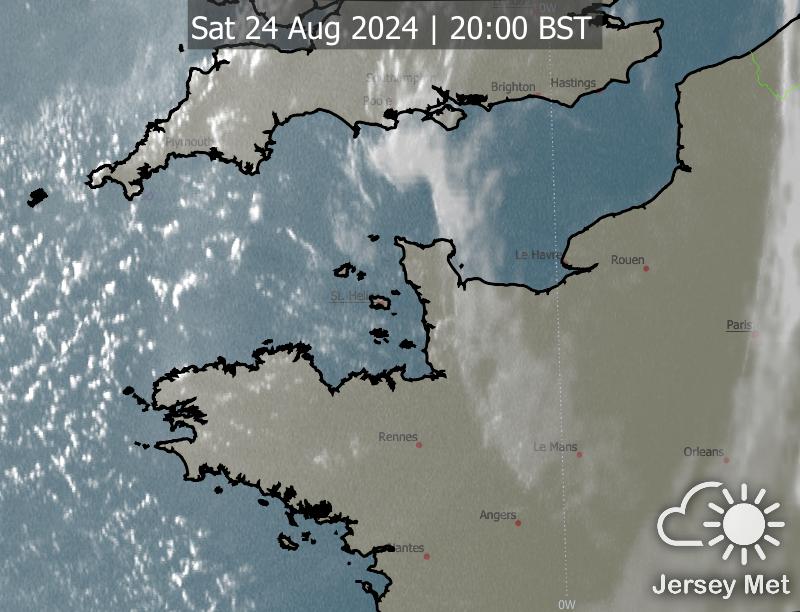 0W
Sat 24 Aug 2024 | 20:00 BST
Southampton
Brighton
Hastings
Poole
Plymouth
Le Havre
Rouen
St. Helier
Paris
Rennes
Le Mans
Orleans
Angers
Nantes
Jersey Met
0W